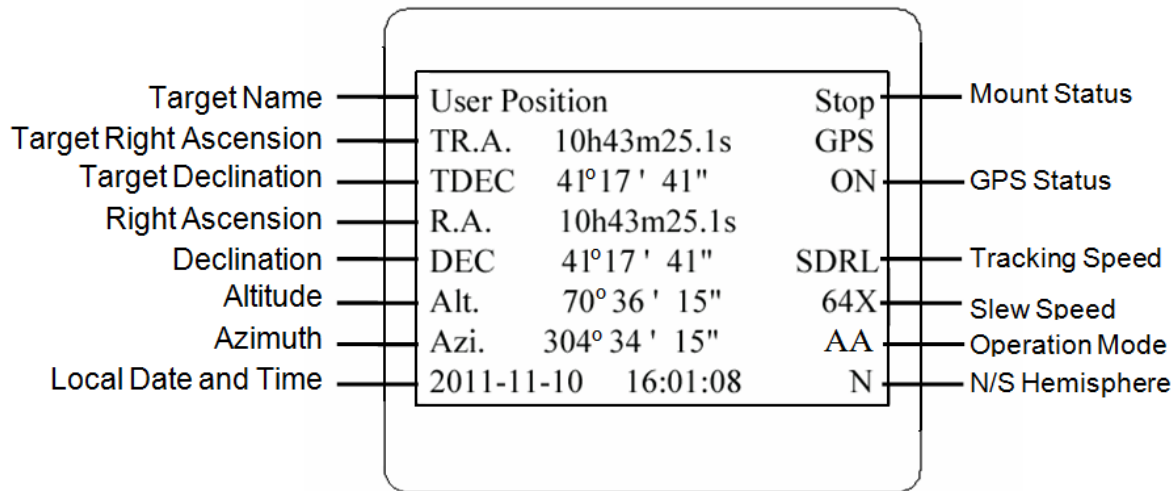 Target Name
User Position Stop
Mount Status
Target Right Ascension
TR.A. 10h43m25.1s GPS
Target Declination
TDEC 41º17 ' 41" ON
GPS Status
Right Ascension
R.A. 10h43m25.1s
Declination
DEC 41º17 ' 41" SDRL
Tracking Speed
Altitude
Alt. 70º 36 ' 15" 64X
Slew Speed
Azimuth
Azi. 304º 34 ' 15" AA
Operation Mode
Local Date and Time
2011-11-10 16:01:08 N
N/S Hemisphere